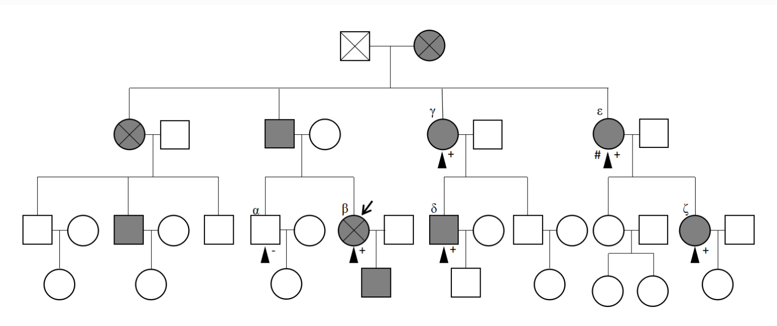 γ
ε
+
# +
α
β
δ
ζ
-
+
+
+